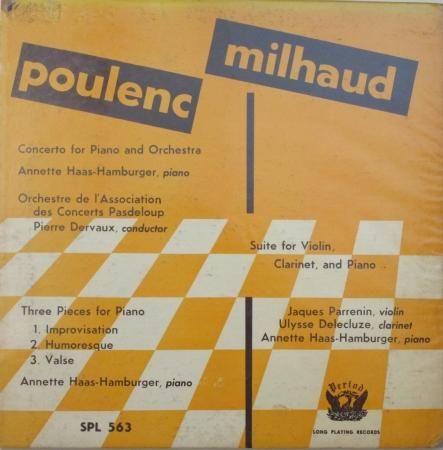 poulenc
milhaud
Concerto for Piano and Orchestra
Annette Haas-Hamburger, piano
Orchestre de l'Association
des Concerts Pasdeloup
Pierre Dervaux, conductor
Suite for Violin,
Clarinet, and Piano
Three Pieces for Piano
1. Improvisation
2. Humoresque
3. Valse
Annette Haas-Hamburger, piano
Jaques Parrenin, violin
Ulysse Delecluze, clarinet
Annette Haas-Hamburger, piano
Period
LONG PLAYING RECORDS
SPL 563